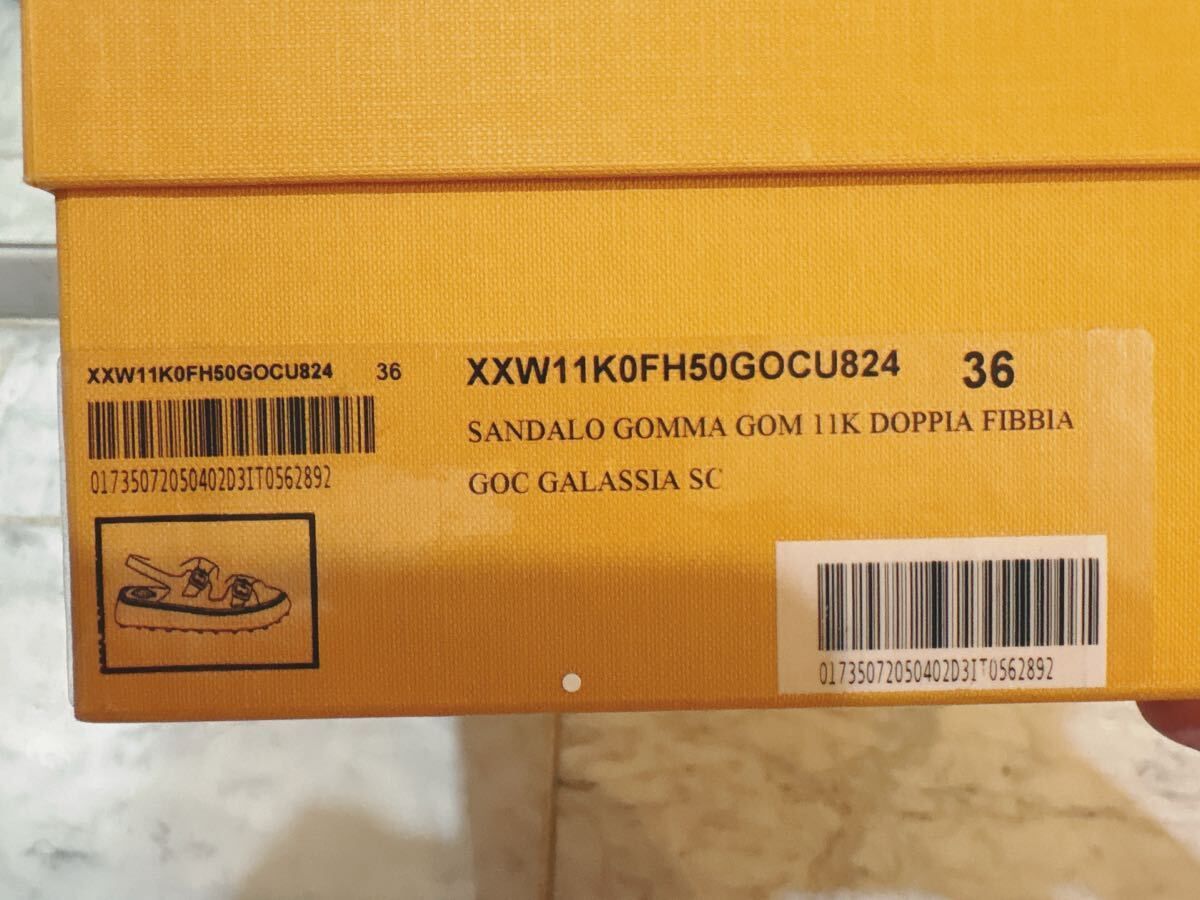 XXW11K0FH50GOCU824 36
01735072050402D3IT0562892
XXW11K0FH50GOCU824 36
SANDALO GOMMA GOM 11K DOPPIA FIBBIA
GOC GALASSIA SC
01735072050402D3IT0562892